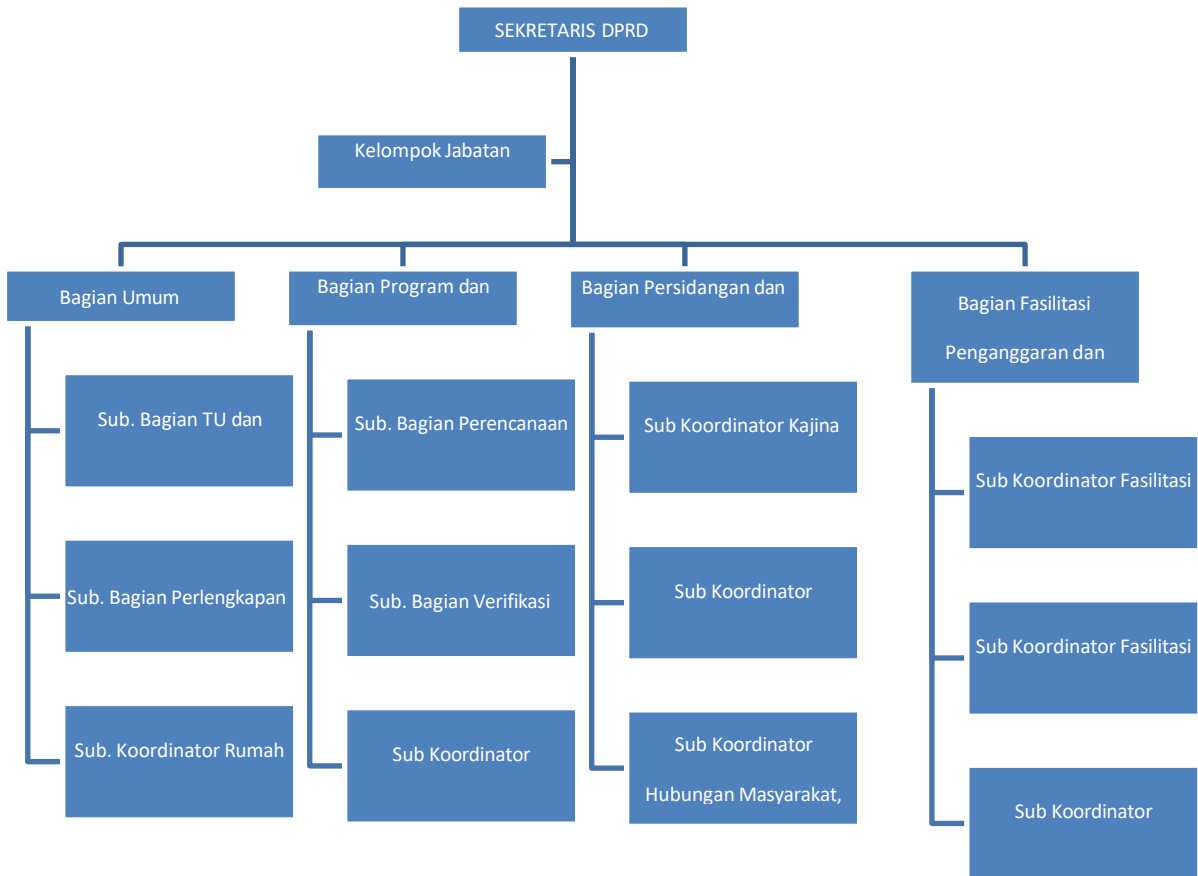 SEKRETARIS DPRD
Kelompok Jabatan
Bagian Umum
Bagian Program dan
Bagian Persidangan dan
Bagian Fasilitasi
Penganggaran dan
Sub. Bagian TU dan
Sub. Bagian Perlengkapan
Sub. Koordinator Rumah
Sub. Bagian Perencanaan
Sub. Bagian Verifikasi
Sub Koordinator
Sub Koordinator Kajina
Sub Koordinator
Sub Koordinator
Hubungan Masyarakat,
Sub Koordinator Fasilitasi
Sub Koordinator Fasilitasi
Sub Koordinator